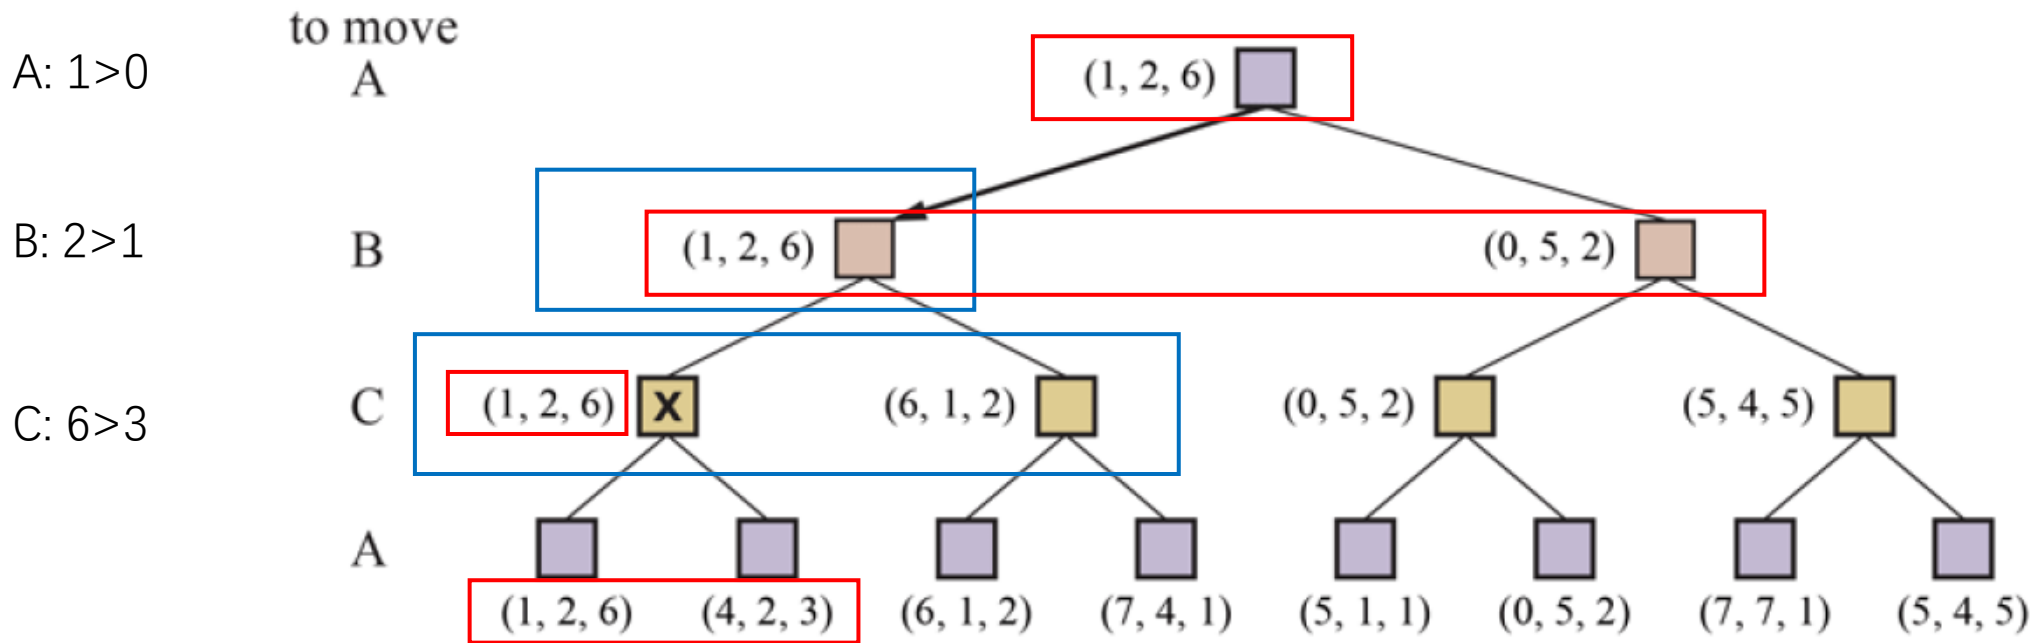 to move
A: 1>0 A (1, 2, 6)
B: 2>1 B (1, 2, 6) (0, 5, 2)
C: 6>3 C (1, 2, 6) X (6, 1, 2) (0, 5, 2) (5, 4, 5)
A
(1, 2, 6) (4, 2, 3) (6, 1, 2) (7, 4, 1) (5, 1, 1) (0, 5, 2) (7, 7, 1) (5, 4, 5)